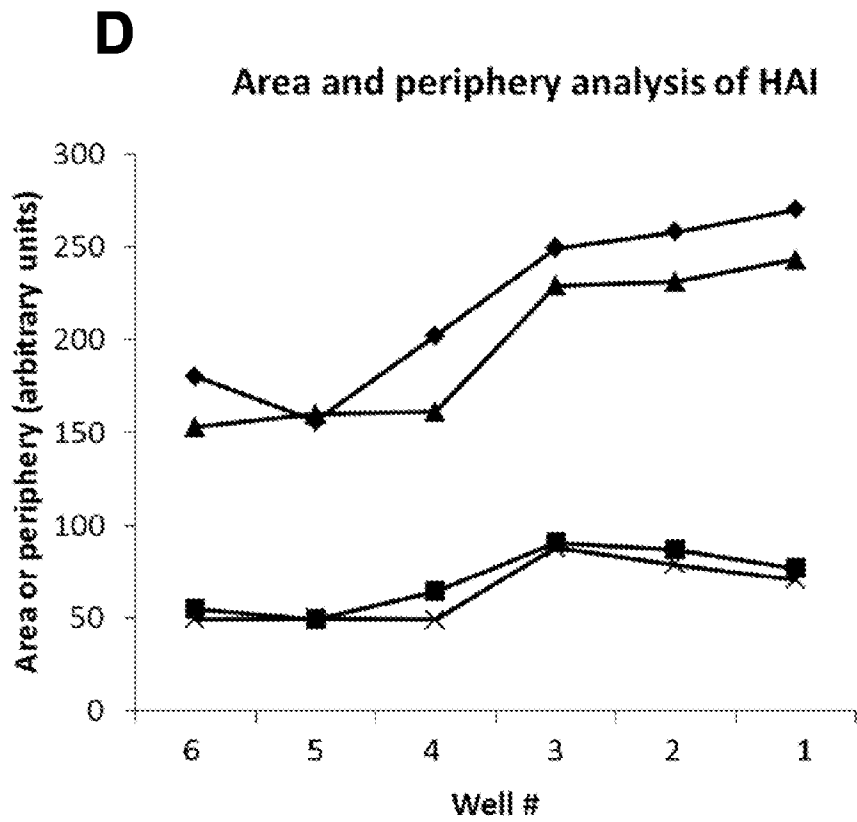 D
Area and periphery analysis of HAI
300
250
200
150
100
50
0
Area or periphery (arbitrary units)
6 5 4 3 2 1
Well #